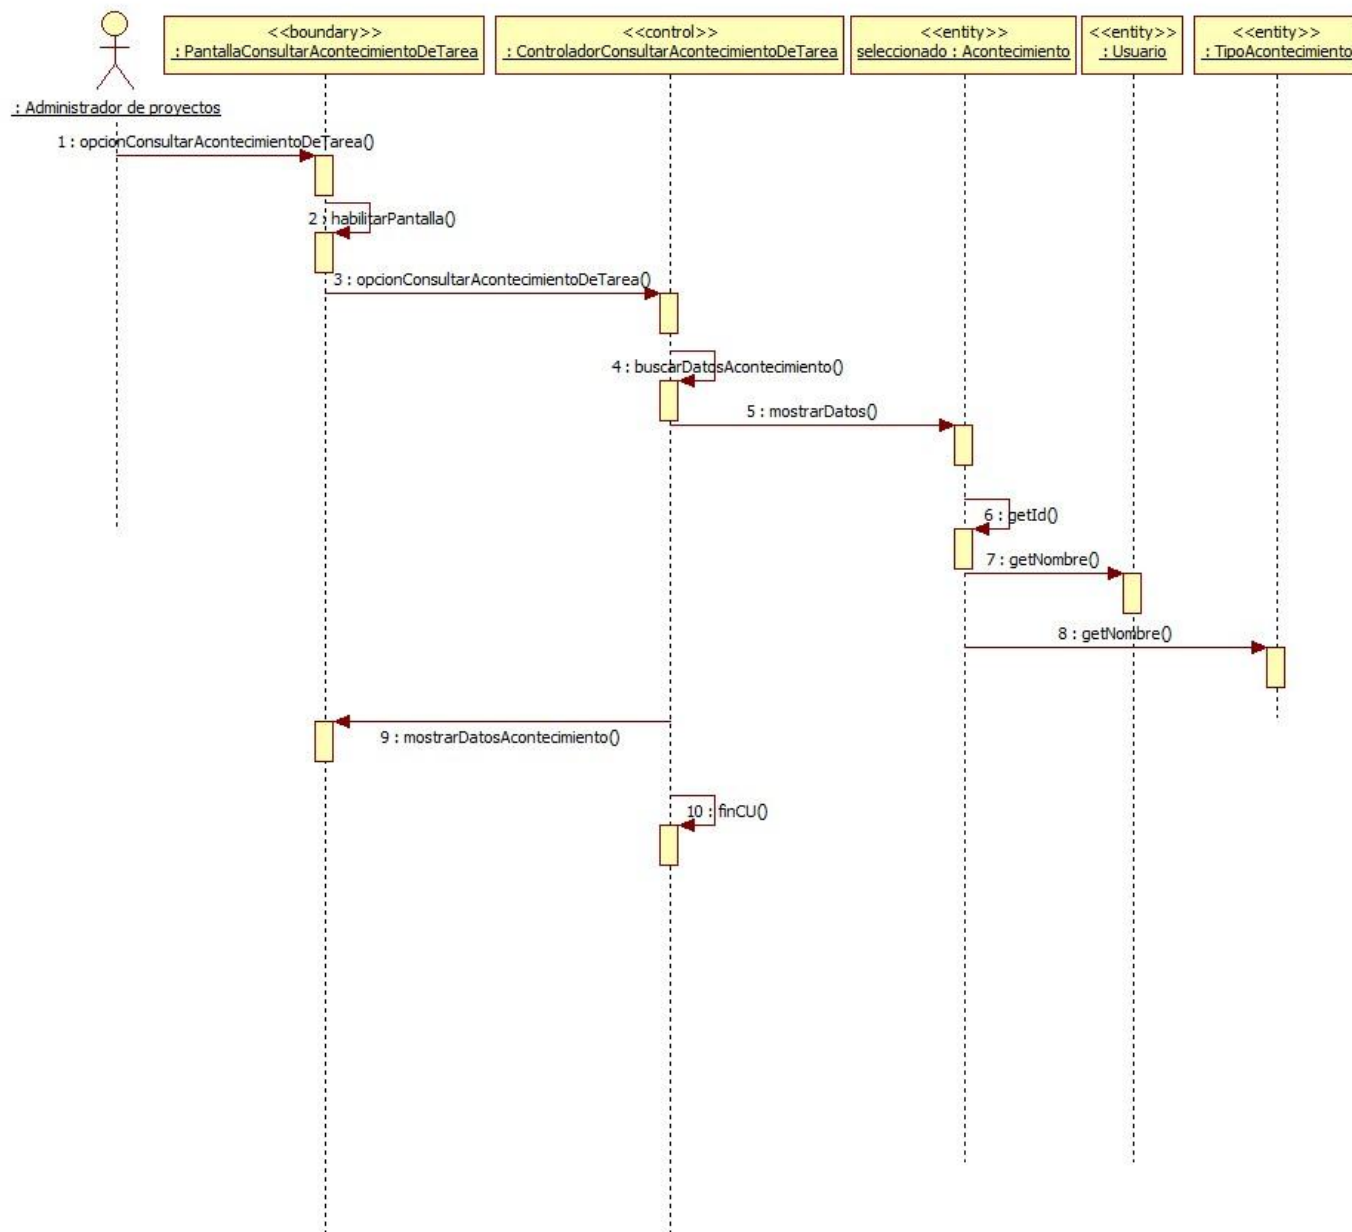 <<boundary>>
: PantallaConsultarAcontecimientoDeTarea
<<control>>
: ControladorConsultarAcontecimientoDeTarea
<<entity>>
seleccionado : Acontecimiento
<<entity>>
: Usuario
<<entity>>
: TipoAcontecimiento
: Administrador de proyectos
1 : opcionConsultarAcontecimientoDeTarea()
2 : habilitarPantalla()
3 : opcionConsultarAcontecimientoDeTarea()
4 : buscarDatosAcontecimiento()
5 : mostrarDatos()
6 : getId()
7 : getNombre()
8 : getNombre()
9 : mostrarDatosAcontecimiento()
10 : finCU()